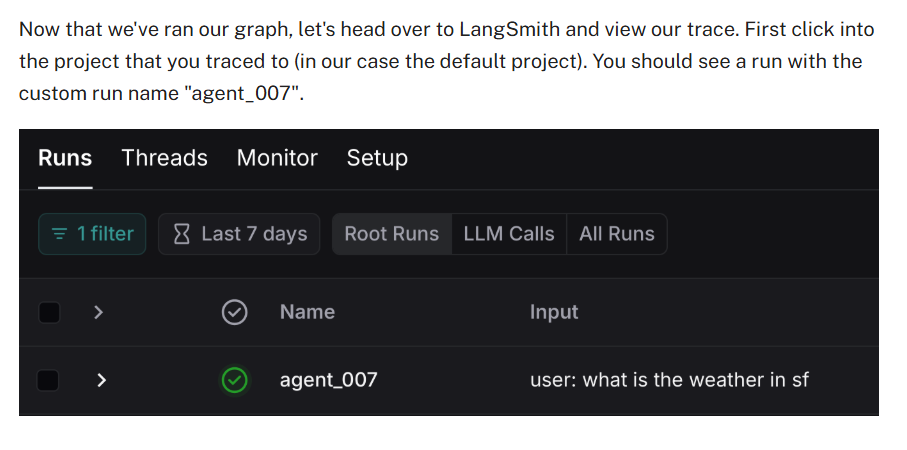 Now that we've ran our graph, let's head over to LangSmith and view our trace. First click into
the project that you traced to (in our case the default project). You should see a run with the
custom run name "agent_007".
Runs Threads Monitor Setup
1 filter Last 7 days Root Runs LLM Calls All Runs
Name Input
agent_007 user: what is the weather in sf